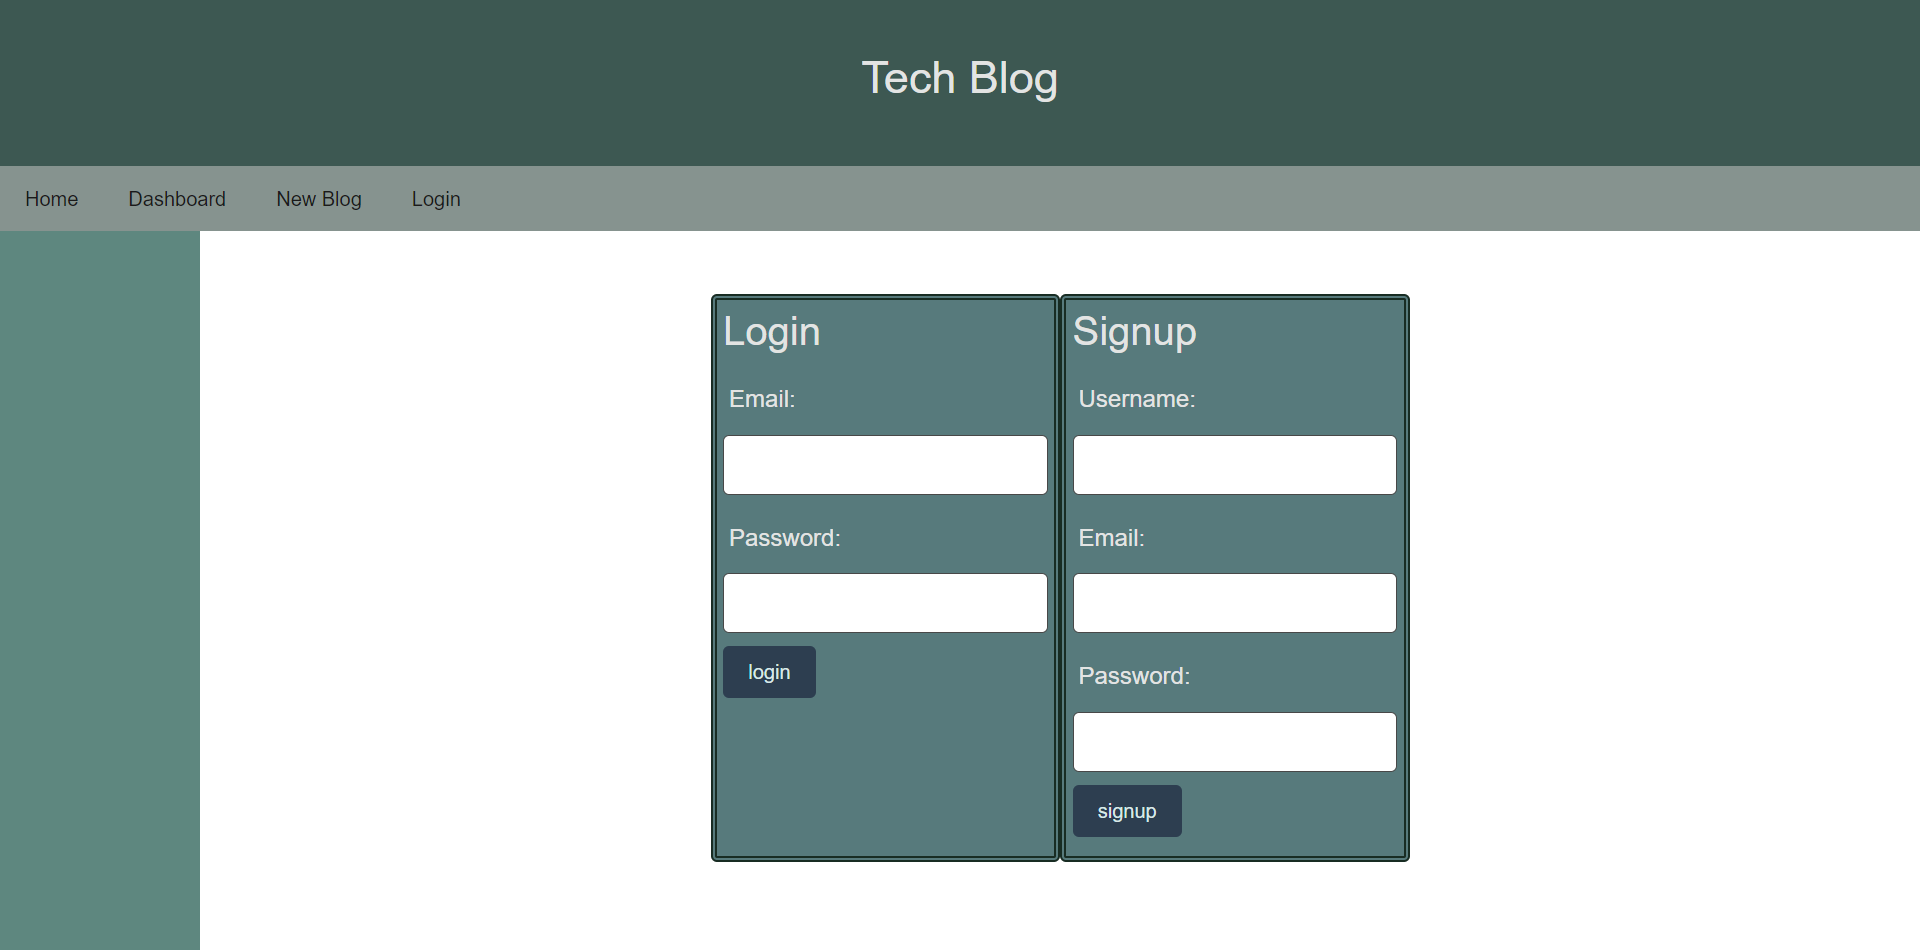 Tech Blog
Home
Dashboard
New Blog
Login
Login
Email:
Password:
login
Signup
Username:
Email:
Password:
signup